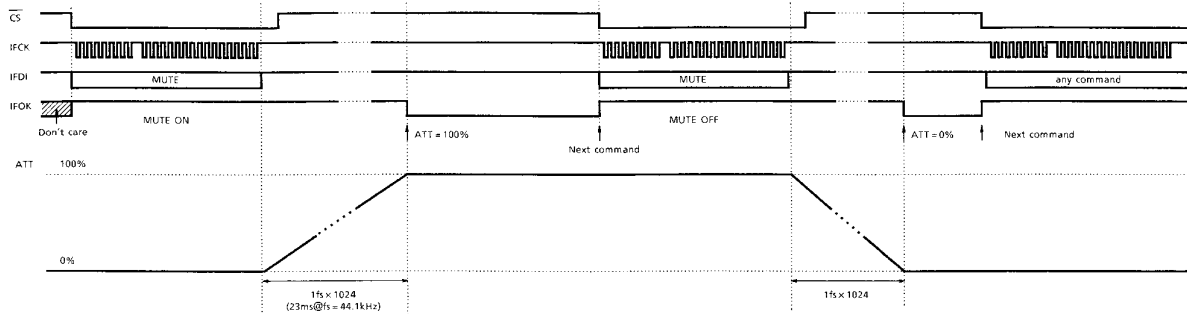 CS
IFCK
IFDI MUTE MUTE any command
IFOK
Don't care
MUTE ON MUTE OFF
ATT = 100% Next command ATT = 0% Next command
ATT 100%
0%
1fs × 1024 1fs × 1024
(23ms@fs = 44.1kHz)